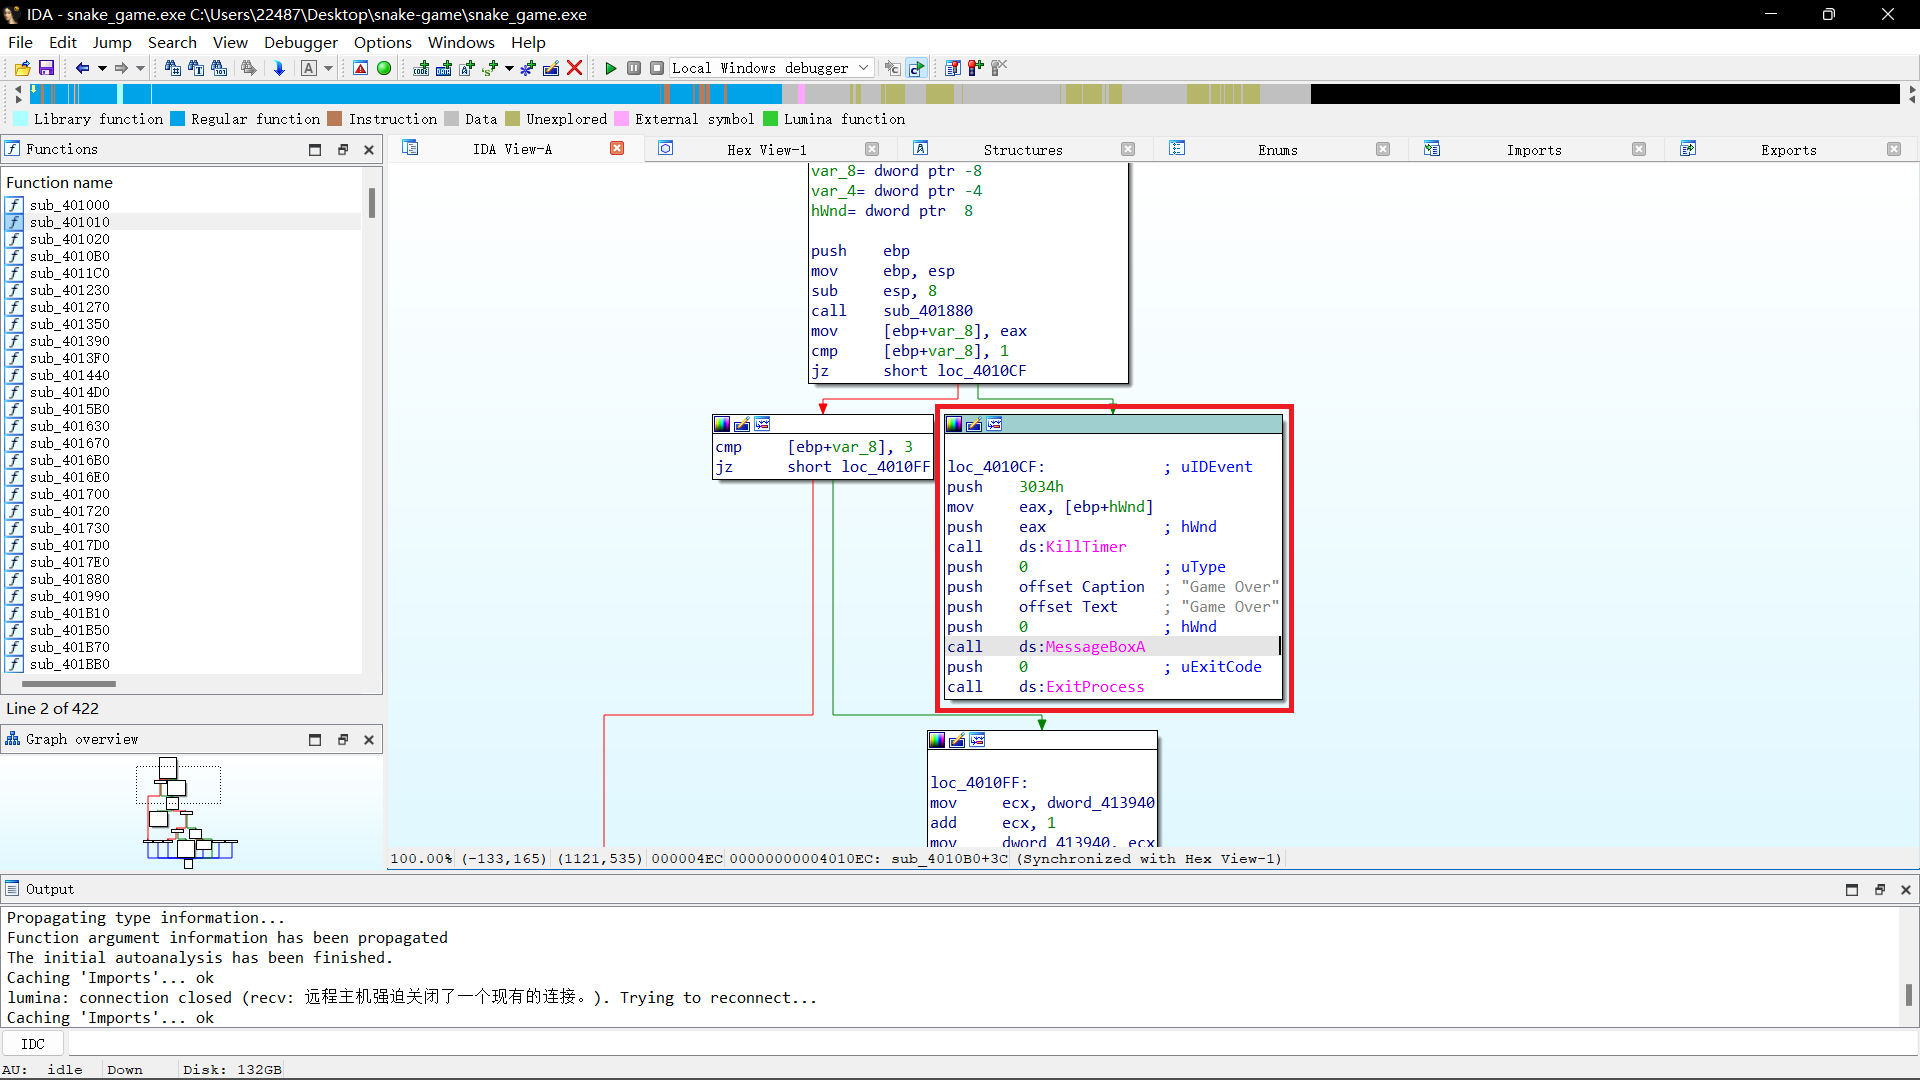 IDA - snake_game.exe C:\Users\22487\Desktop\snake-game\snake_game.exe
File Edit Jump Search View Debugger Options Windows Help
Local Windows debugger
Library function Regular function Instruction Data Unexplored External symbol Lumina function
Functions
Function name
sub_401000
sub_401010
sub_401020
sub_4010B0
sub_4011C0
sub_401230
sub_401270
sub_401350
sub_401390
sub_4013F0
sub_401440
sub_4014D0
sub_4015B0
sub_401630
sub_401670
sub_4016B0
sub_4016E0
sub_401700
sub_401720
sub_401730
sub_4017D0
sub_4017E0
sub_401880
sub_401990
sub_401B10
sub_401B50
sub_401B70
sub_401BB0
Line 2 of 422
Graph overview
IDA View-A Hex View-1 Structures Enums Imports Exports
var_8= dword ptr -8
var_4= dword ptr -4
hWnd= dword ptr  8
push ebp
mov ebp, esp
sub esp, 8
call sub_401880
mov [ebp+var_8], eax
cmp [ebp+var_8], 1
jz short loc_4010CF
cmp [ebp+var_8], 3
jz short loc_4010FF
loc_4010CF: ; uIDEvent
push 3034h
mov eax, [ebp+hWnd]
push eax ; hWnd
call ds:KillTimer
push 0 ; uType
push offset Caption ; "Game Over"
push offset Text ; "Game Over"
push 0 ; hWnd
call ds:MessageBoxA
push 0 ; uExitCode
call ds:ExitProcess
loc_4010FF:
mov ecx, dword_413940
add ecx, 1
mov dword_413940, ecx
100.00% (-133,165) (1121,535) 000004EC 00000000004010EC: sub_4010B0+3C (Synchronized with Hex View-1)
Output
Propagating type information...
Function argument information has been propagated
The initial autoanalysis has been finished.
Caching 'Imports'... ok
lumina: connection closed (recv: 远程主机强迫关闭了一个现有的连接。). Trying to reconnect...
Caching 'Imports'... ok
IDC
AU: idle Down Disk: 132GB